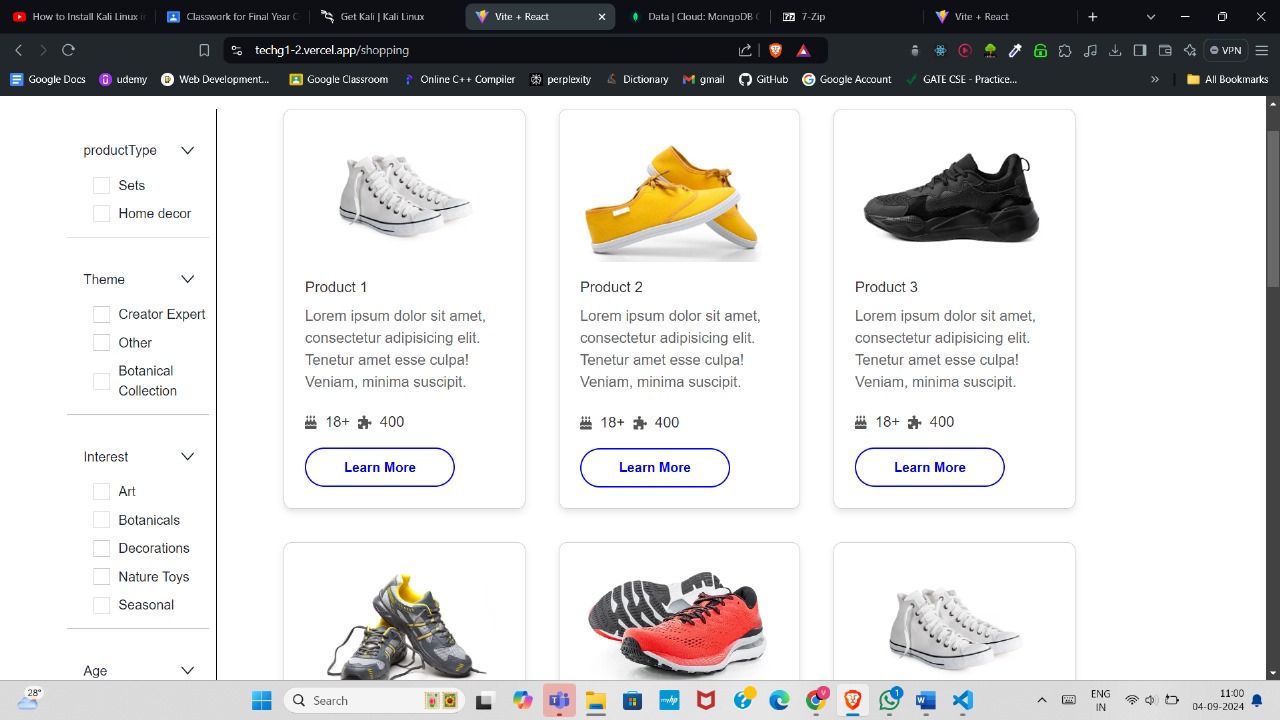 How to Install Kali Linux in
Classwork for Final Year C
Get Kali | Kali Linux
Vite + React
Data | Cloud: MongoDB C
7-Zip
Vite + React
techg1-2.vercel.app/shopping
VPN
Google Docs
udemy
Web Development...
Google Classroom
Online C++ Compiler
perplexity
Dictionary
gmail
GitHub
Google Account
GATE CSE - Practice...
All Bookmarks
productType
Sets
Home decor
Theme
Creator Expert
Other
Botanical
Collection
Interest
Art
Botanicals
Decorations
Nature Toys
Seasonal
Age
Product 1
Lorem ipsum dolor sit amet,
consectetur adipisicing elit.
Tenetur amet esse culpa!
Veniam, minima suscipit.
18+ 400
Learn More
Product 2
Lorem ipsum dolor sit amet,
consectetur adipisicing elit.
Tenetur amet esse culpa!
Veniam, minima suscipit.
18+ 400
Learn More
Product 3
Lorem ipsum dolor sit amet,
consectetur adipisicing elit.
Tenetur amet esse culpa!
Veniam, minima suscipit.
18+ 400
Learn More
28°
Search
ENG
IN
11:00
04-09-2024